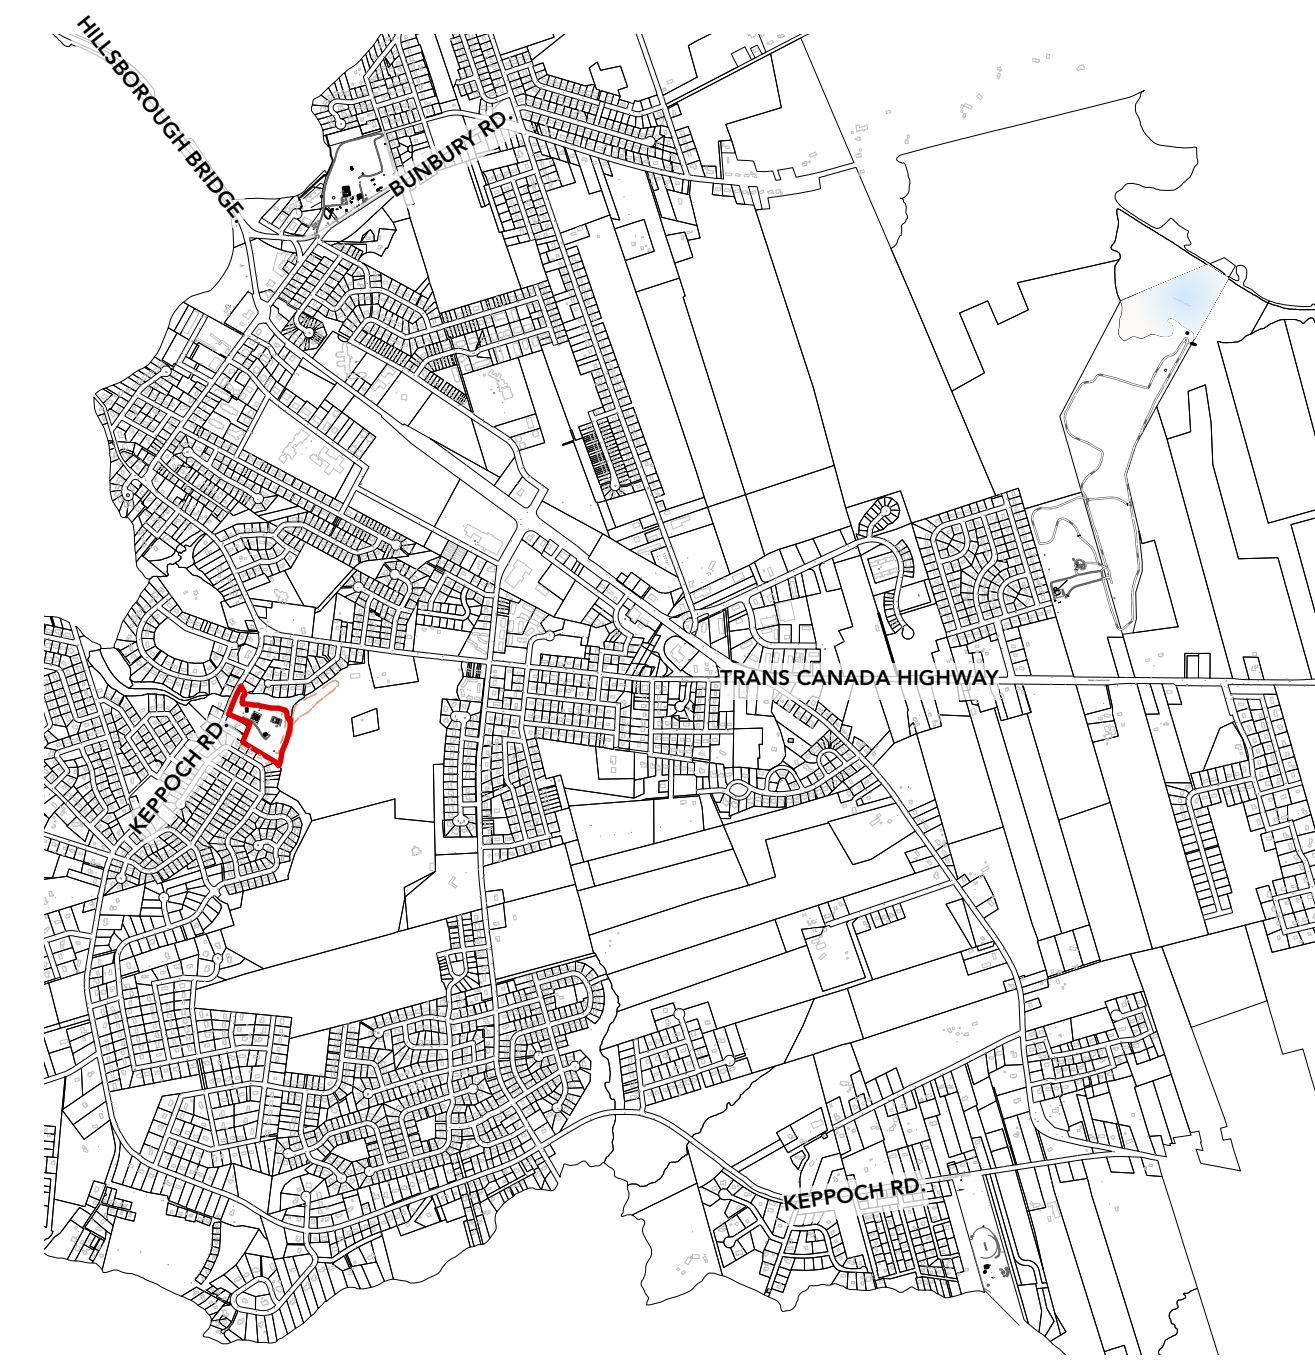 HILLSBOROUGH BRIDGE.
BUNBURY RD.
TRANS CANADA HIGHWAY
KEPPOCH RD.
KEPPOCH RD.